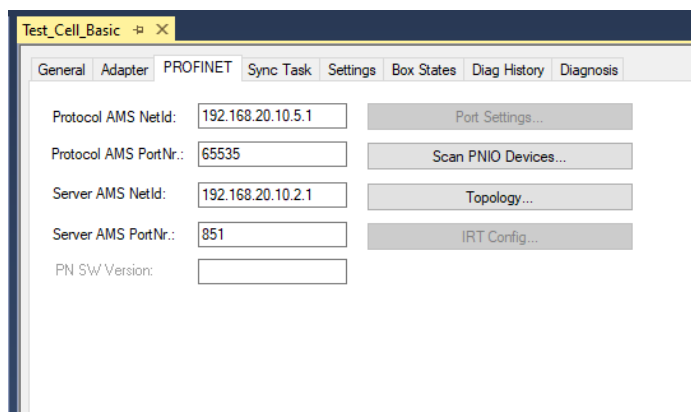 Test_Cell_Basic
General Adapter PROFINET Sync Task Settings Box States Diag History Diagnosis
Protocol AMS NetId: 192.168.20.10.5.1 Port Settings...
Protocol AMS PortNr.: 65535 Scan PNIO Devices...
Server AMS NetId: 192.168.20.10.2.1 Topology...
Server AMS PortNr.: 851 IRT Config...
PN SW Version: